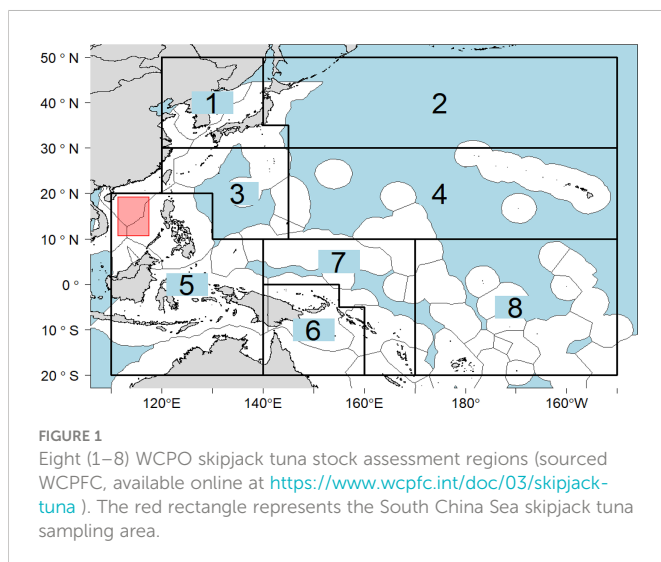 50 ° N
40 ° N
30 ° N
20 ° N
10 ° N
0 °
10 ° S
20 ° S
1
2
3
4
5
6
7
8
120°E
140°E
160°E
180°
160°W
FIGURE 1
Eight (1–8) WCPO skipjack tuna stock assessment regions (sourced
WCPFC, available online at https://www.wcpfc.int/doc/03/skipjack-
tuna ). The red rectangle represents the South China Sea skipjack tuna
sampling area.